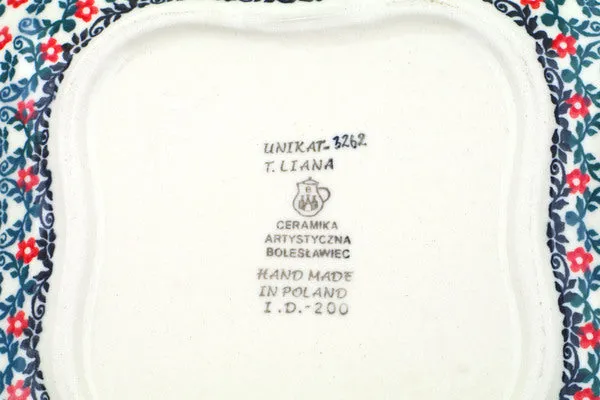 UNIKAT-3262
T. LIANA
CERAMIKA
ARTYSTYCZNA
BOLESŁAWIEC
HAND MADE
IN POLAND
I.D.-200